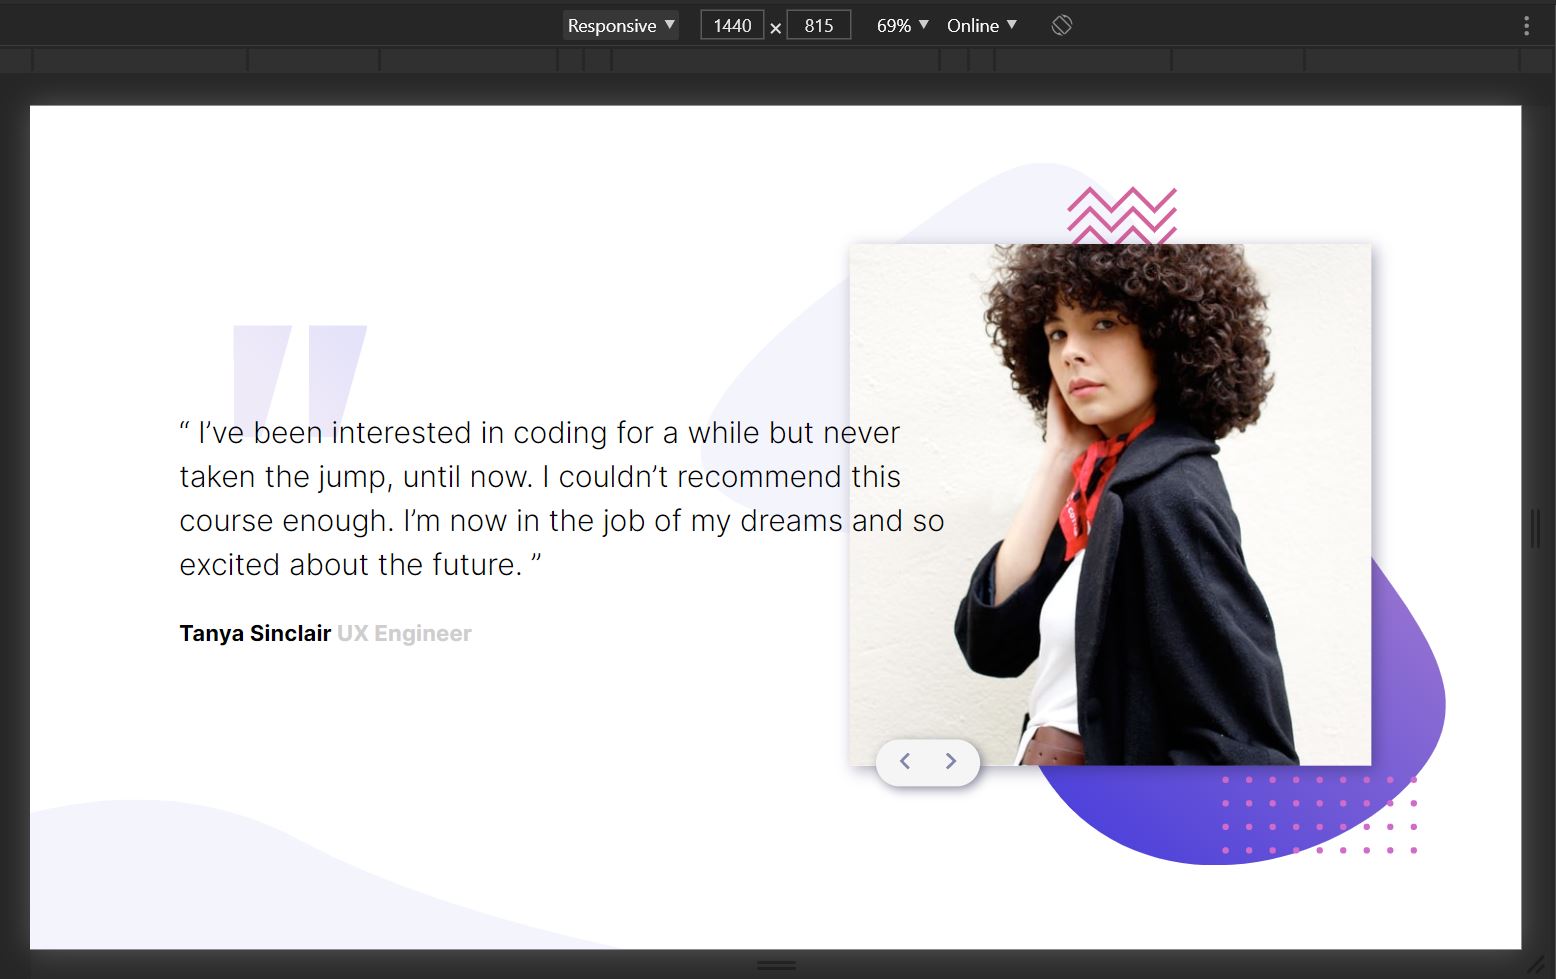 Responsive ▼ 1440 × 815 69% ▼ Online ▼
“ I’ve been interested in coding for a while but never
taken the jump, until now. I couldn’t recommend this
course enough. I’m now in the job of my dreams and so
excited about the future. ”
Tanya Sinclair UX Engineer